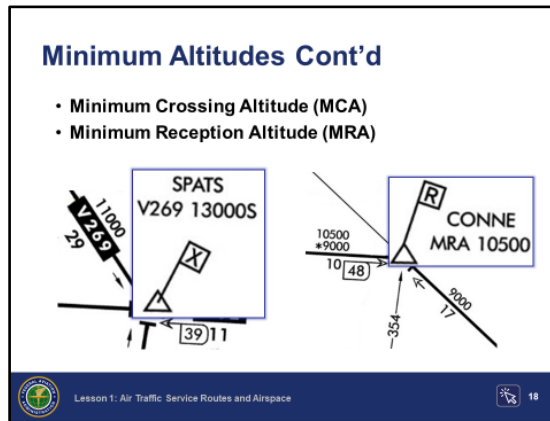 Minimum Altitudes Cont'd
• Minimum Crossing Altitude (MCA)
• Minimum Reception Altitude (MRA)
SPATS
V269 13000S
X
11000
V269
29
39 11
R
CONNE
MRA 10500
10500
*9000
10 48
354
9000
17
Lesson 1: Air Traffic Service Routes and Airspace
18